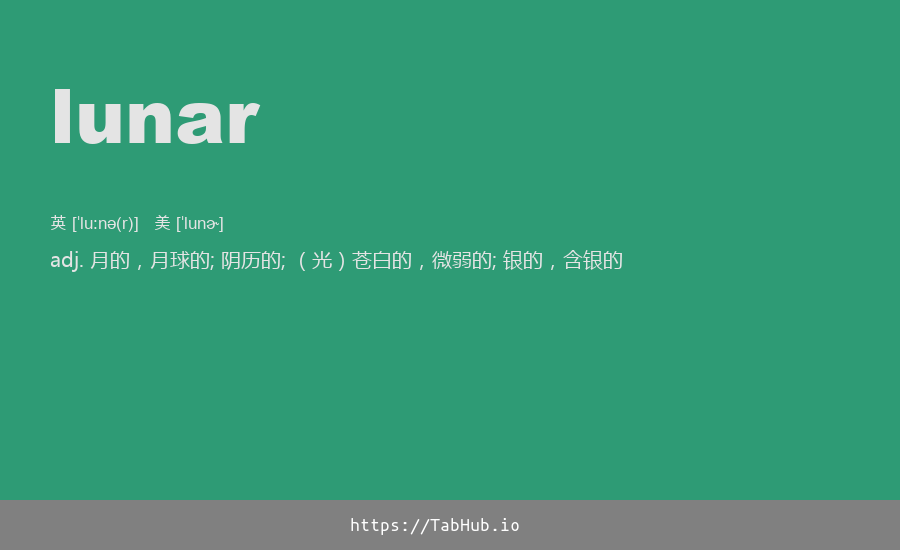 lunar
英 [ˈluːnə(r)] 美 [ˈlunɚ]
adj. 月的，月球的; 阴历的; （光）苍白的，微弱的; 银的，含银的
https://TabHub.io